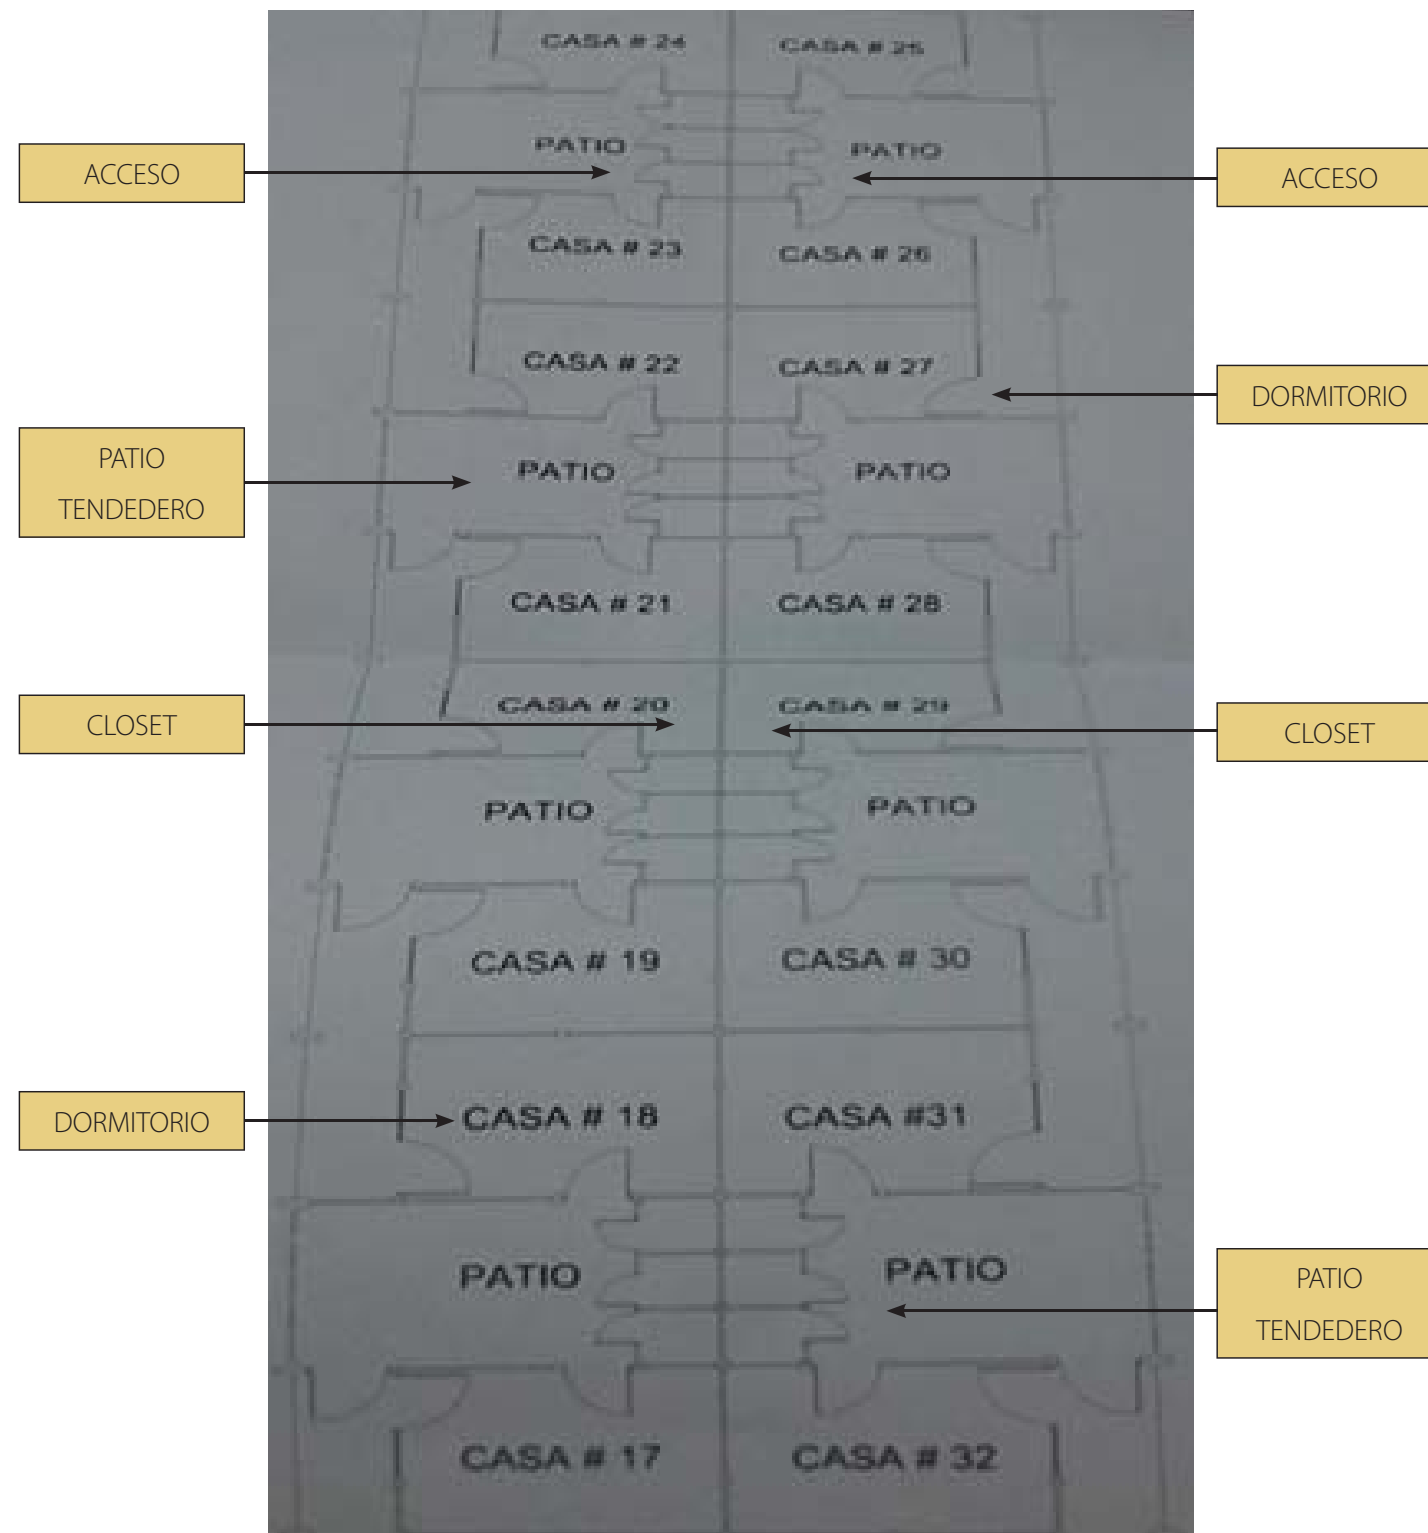 CASA # 24
CASA # 25
PATIO
PATIO
ACCESO
ACCESO
CASA # 23
CASA # 26
CASA # 22
CASA # 27
DORMITORIO
PATIO
TENDEDERO
PATIO
PATIO
CASA # 21
CASA # 28
CLOSET
CASA # 20
CASA # 29
CLOSET
PATIO
PATIO
CASA # 19
CASA # 30
DORMITORIO
CASA # 18
CASA #31
PATIO
PATIO
PATIO
TENDEDERO
CASA # 17
CASA # 32